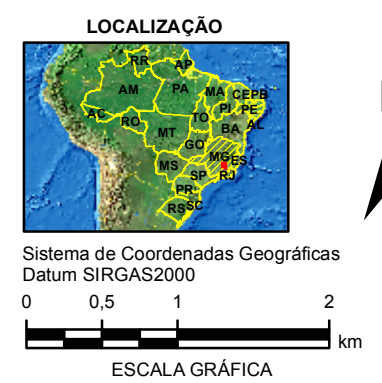 LOCALIZAÇÃO
RR AP
AM PA MA CE PB
PI PE
AC RO TO AL
MT BA
GO
MG ES
MS SP RJ
PR
SC
RS
Sistema de Coordenadas Geográficas
Datum SIRGAS2000
0 0,5 1 2
km
ESCALA GRÁFICA